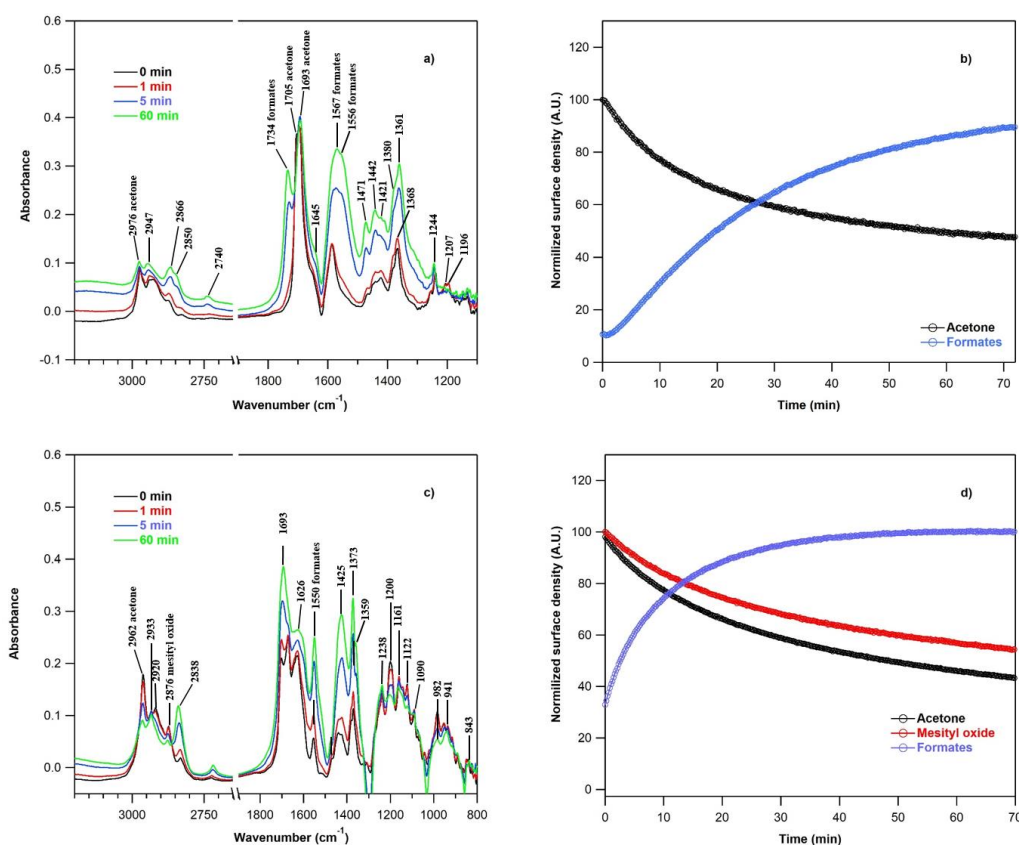 a)
0 min
1 min
5 min
60 min
2976 acetone
2947
2866
2850
2740
1734 formates
1705 acetone
1693 acetone
1645
1567 formates
1556 formates
1471
1442
1421
1380
1361
1368
1244
1207
1196
0.6
0.5
0.4
0.3
0.2
0.1
0.0
-0.1
Absorbance
3000 2750 1800 1600 1400 1200
Wavenumber (cm-1)
b)
120
100
80
60
40
20
0
Normilized surface density (A.U.)
Acetone
Formates
0 10 20 30 40 50 60 70
Time (min)
c)
0 min
1 min
5 min
60 min
2962 acetone
2933
2920
2876 mesityl oxide
2838
1693
1626
1550 formates
1425
1373
1359
1238
1200
1161
1122
1090
982
941
843
0.6
0.5
0.4
0.3
0.2
0.1
0.0
Absorbance
3000 2750 1800 1600 1400 1200 1000 800
Wavenumber (cm-1)
d)
120
100
80
60
40
Normilized surface density (A.U.)
Acetone
Mesityl oxide
Formates
0 10 20 30 40 50 60 70
Time (min)